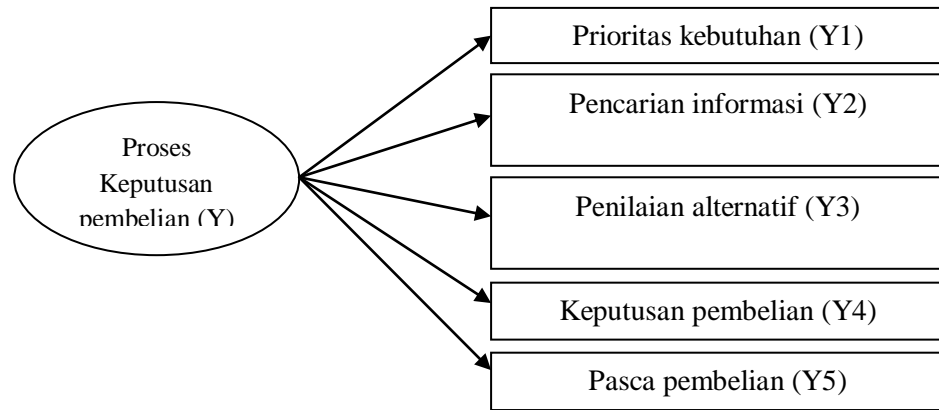 Proses
Keputusan
pembelian (Y)
Prioritas kebutuhan (Y1)
Pencarian informasi (Y2)
Penilaian alternatif (Y3)
Keputusan pembelian (Y4)
Pasca pembelian (Y5)